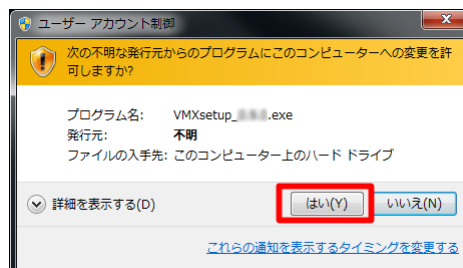 ユーザー アカウント制御
次の不明な発行元からのプログラムにこのコンピューターへの変更を許
可しますか?
プログラム名: VMXsetup_ .exe
発行元: 不明
ファイルの入手先: このコンピューター上のハード ドライブ
詳細を表示する(D) はい(Y) いいえ(N)
これらの通知を表示するタイミングを変更する